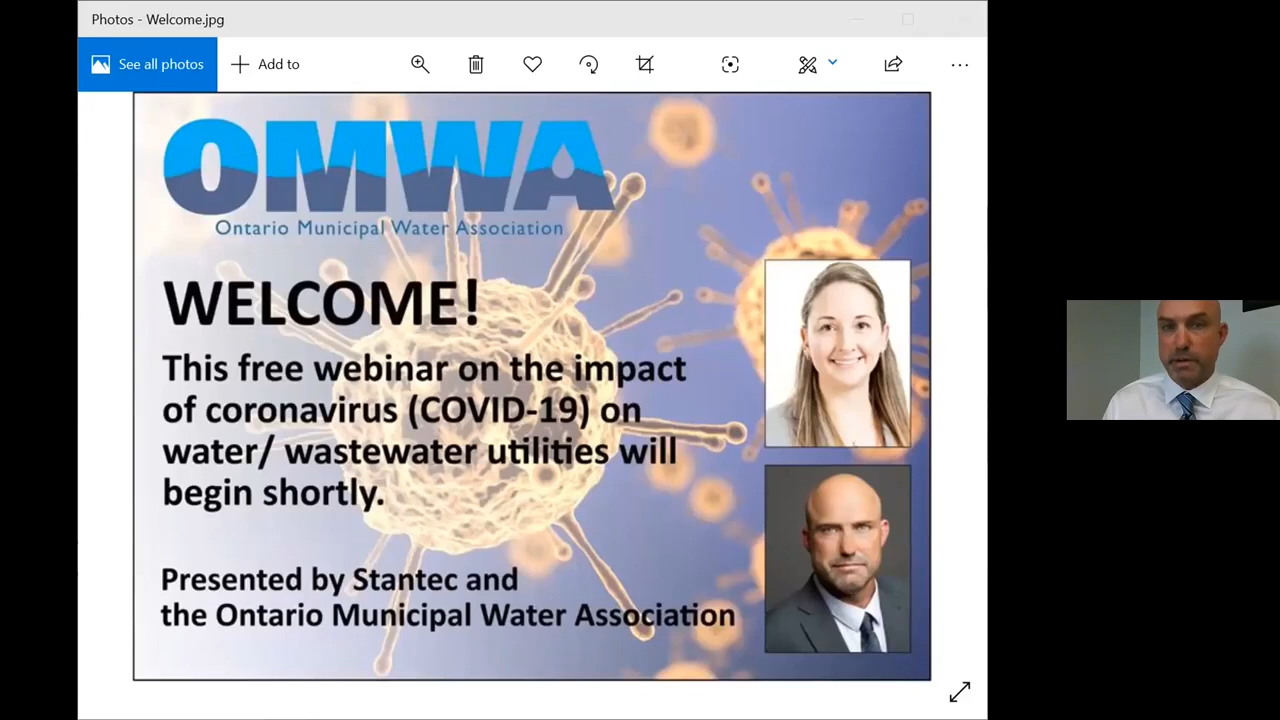 Photos - Welcome.jpg
See all photos
Add to
OMWA
Ontario Municipal Water Association
WELCOME!
This free webinar on the impact
of coronavirus (COVID-19) on
water/ wastewater utilities will
begin shortly.
Presented by Stantec and
the Ontario Municipal Water Association